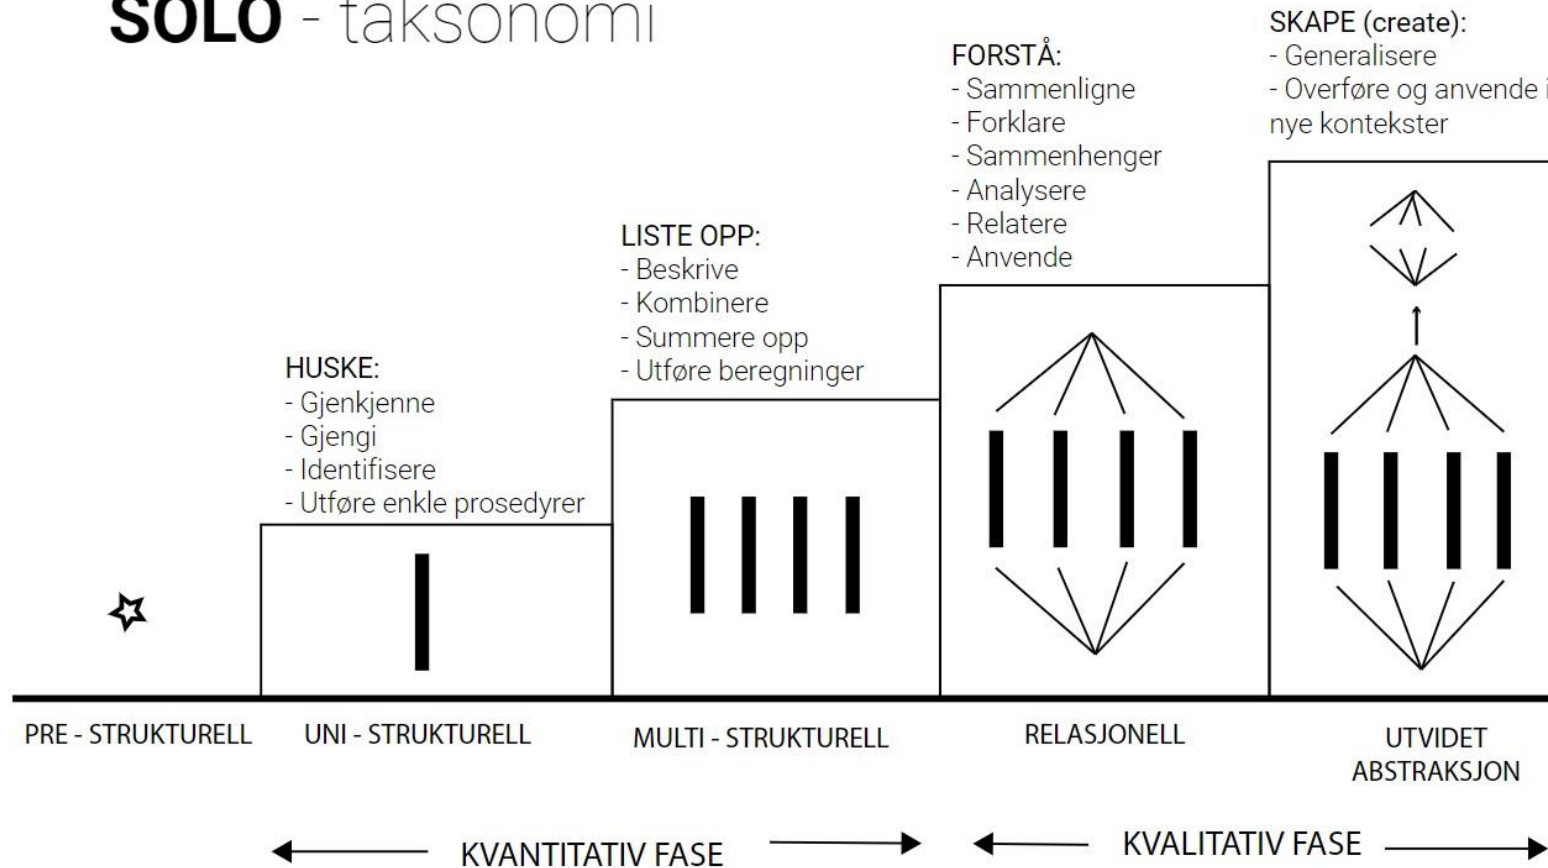 SOLO - taksonomi
HUSKE:
- Gjenkjenne
- Gjengi
- Identifisere
- Utføre enkle prosedyrer
LISTE OPP:
- Beskrive
- Kombinere
- Summere opp
- Utføre beregninger
FORSTÅ:
- Sammenligne
- Forklare
- Sammenhenger
- Analysere
- Relatere
- Anvende
SKAPE (create):
- Generalisere
- Overføre og anvende i
nye kontekster
PRE - STRUKTURELL
UNI - STRUKTURELL
MULTI - STRUKTURELL
RELASJONELL
UTVIDET
ABSTRAKSJON
KVANTITATIV FASE
KVALITATIV FASE